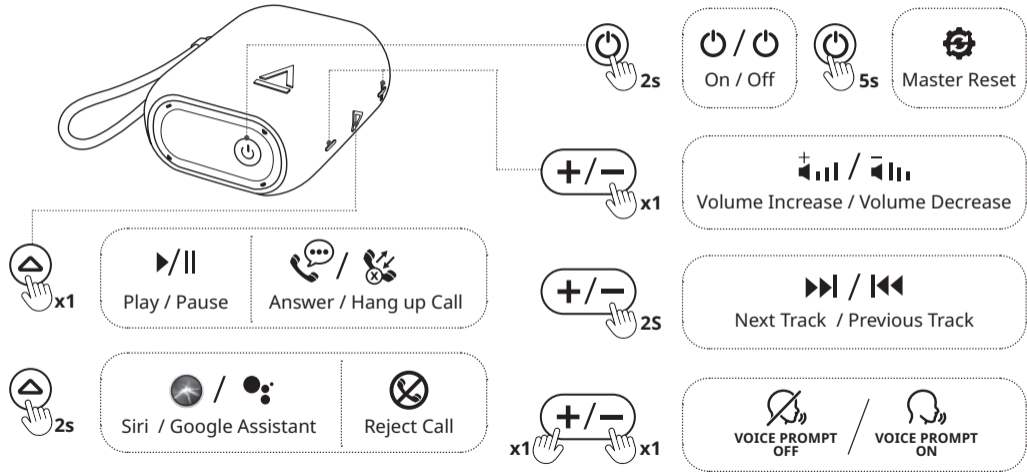 2s
On / Off
5s
Master Reset
+/−
x1
Volume Increase / Volume Decrease
x1
Play / Pause
Answer / Hang up Call
+/−
2S
Next Track / Previous Track
2s
Siri / Google Assistant
Reject Call
x1
+/−
x1
VOICE PROMPT
OFF
/
VOICE PROMPT
ON